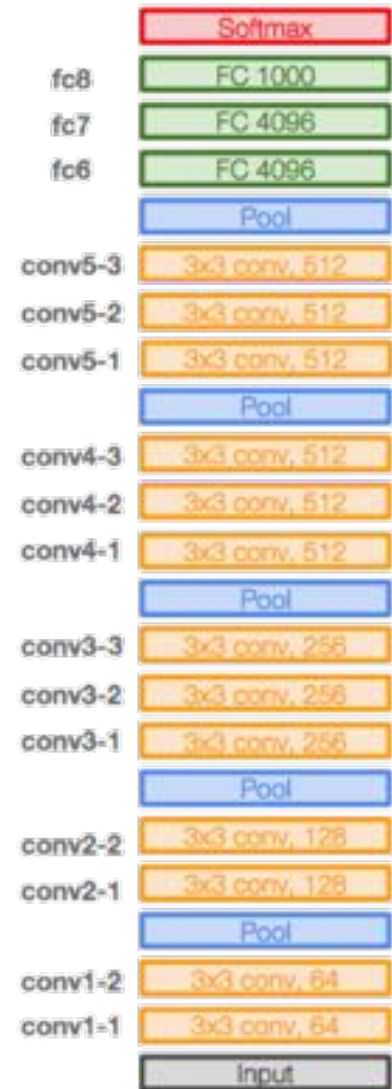 Softmax
fc8 FC 1000
fc7 FC 4096
fc6 FC 4096
Pool
conv5-3 3x3 conv, 512
conv5-2 3x3 conv, 512
conv5-1 3x3 conv, 512
Pool
conv4-3 3x3 conv, 512
conv4-2 3x3 conv, 512
conv4-1 3x3 conv, 512
Pool
conv3-3 3x3 conv, 256
conv3-2 3x3 conv, 256
conv3-1 3x3 conv, 256
Pool
conv2-2 3x3 conv, 128
conv2-1 3x3 conv, 128
Pool
conv1-2 3x3 conv, 64
conv1-1 3x3 conv, 64
Input